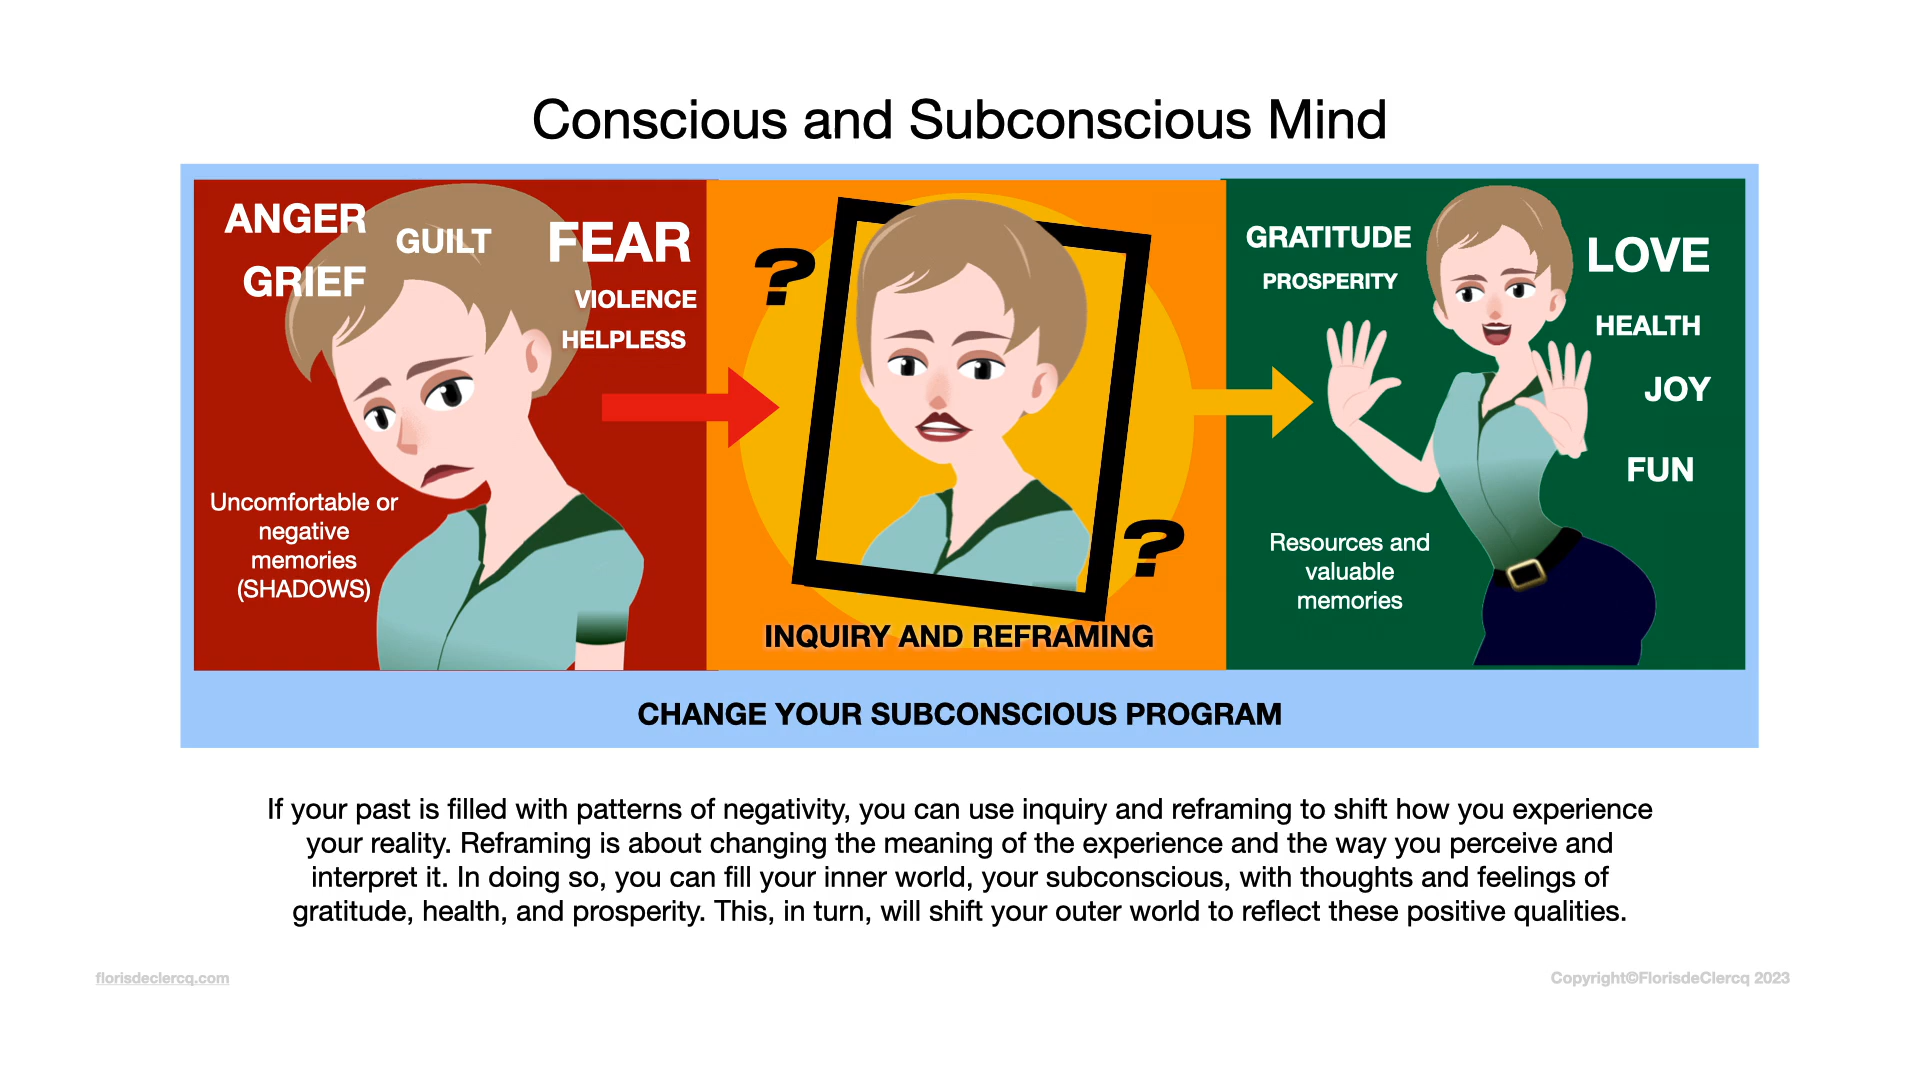 Conscious and Subconscious Mind
ANGER
GUILT
FEAR
GRIEF
VIOLENCE
HELPLESS
Uncomfortable or
negative
memories
(SHADOWS)
?
?
INQUIRY AND REFRAMING
GRATITUDE
LOVE
PROSPERITY
HEALTH
JOY
FUN
Resources and
valuable
memories
CHANGE YOUR SUBCONSCIOUS PROGRAM
If your past is filled with patterns of negativity, you can use inquiry and reframing to shift how you experience
your reality. Reframing is about changing the meaning of the experience and the way you perceive and
interpret it. In doing so, you can fill your inner world, your subconscious, with thoughts and feelings of
gratitude, health, and prosperity. This, in turn, will shift your outer world to reflect these positive qualities.
florisdeclercq.com
Copyright©FlorisdeClercq 2023